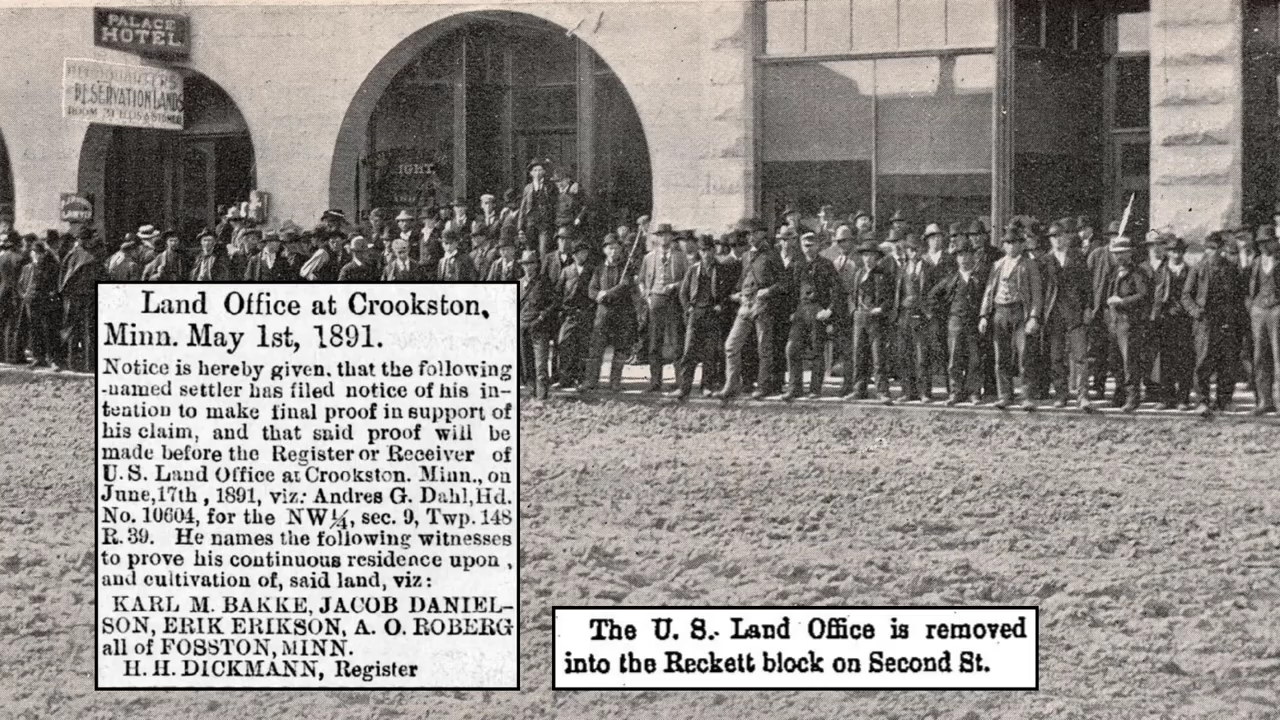 PALACE
HOTEL
HEADQUARTERS
RESERVATION LANDS
Land Office at Crookston,
Minn. May 1st, 1891.
Notice is hereby given, that the following
-named settler has filed notice of his in-
tention to make final proof in support of
his claim, and that said proof will be
made before the Register or Receiver of
U.S. Land Office at Crookston. Minn., on
June,17th , 1891, viz: Andres G. Dahl, Hd.
No. 10604, for the NW¼, sec. 9, Twp. 148
R. 39. He names the following witnesses
to prove his continuous residence upon ,
and cultivation of, said land, viz:
KARL M. BAKKE, JACOB DANIEL-
SON, ERIK ERIKSON, A. O. ROBERG
all of FOSSTON, MINN.
H. H. DICKMANN, Register
The U. S. Land Office is removed
into the Reckett block on Second St.